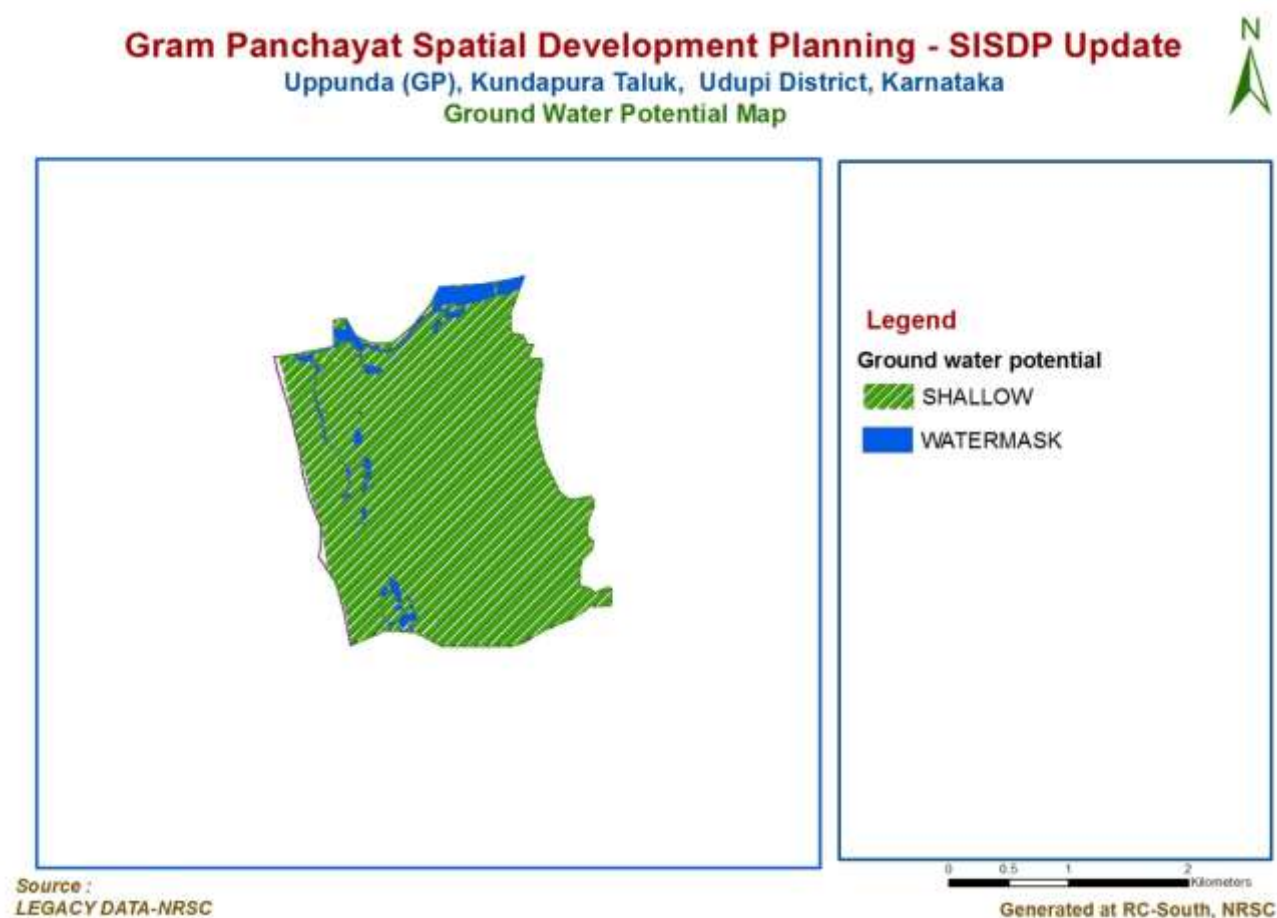 Gram Panchayat Spatial Development Planning - SISDP Update
Uppunda (GP), Kundapura Taluk, Udupi District, Karnataka
Ground Water Potential Map
N
Legend
Ground water potential
SHALLOW
WATERMASK
0 0.5 1 2
Kilometers
Source :
LEGACY DATA-NRSC
Generated at RC-South, NRSC